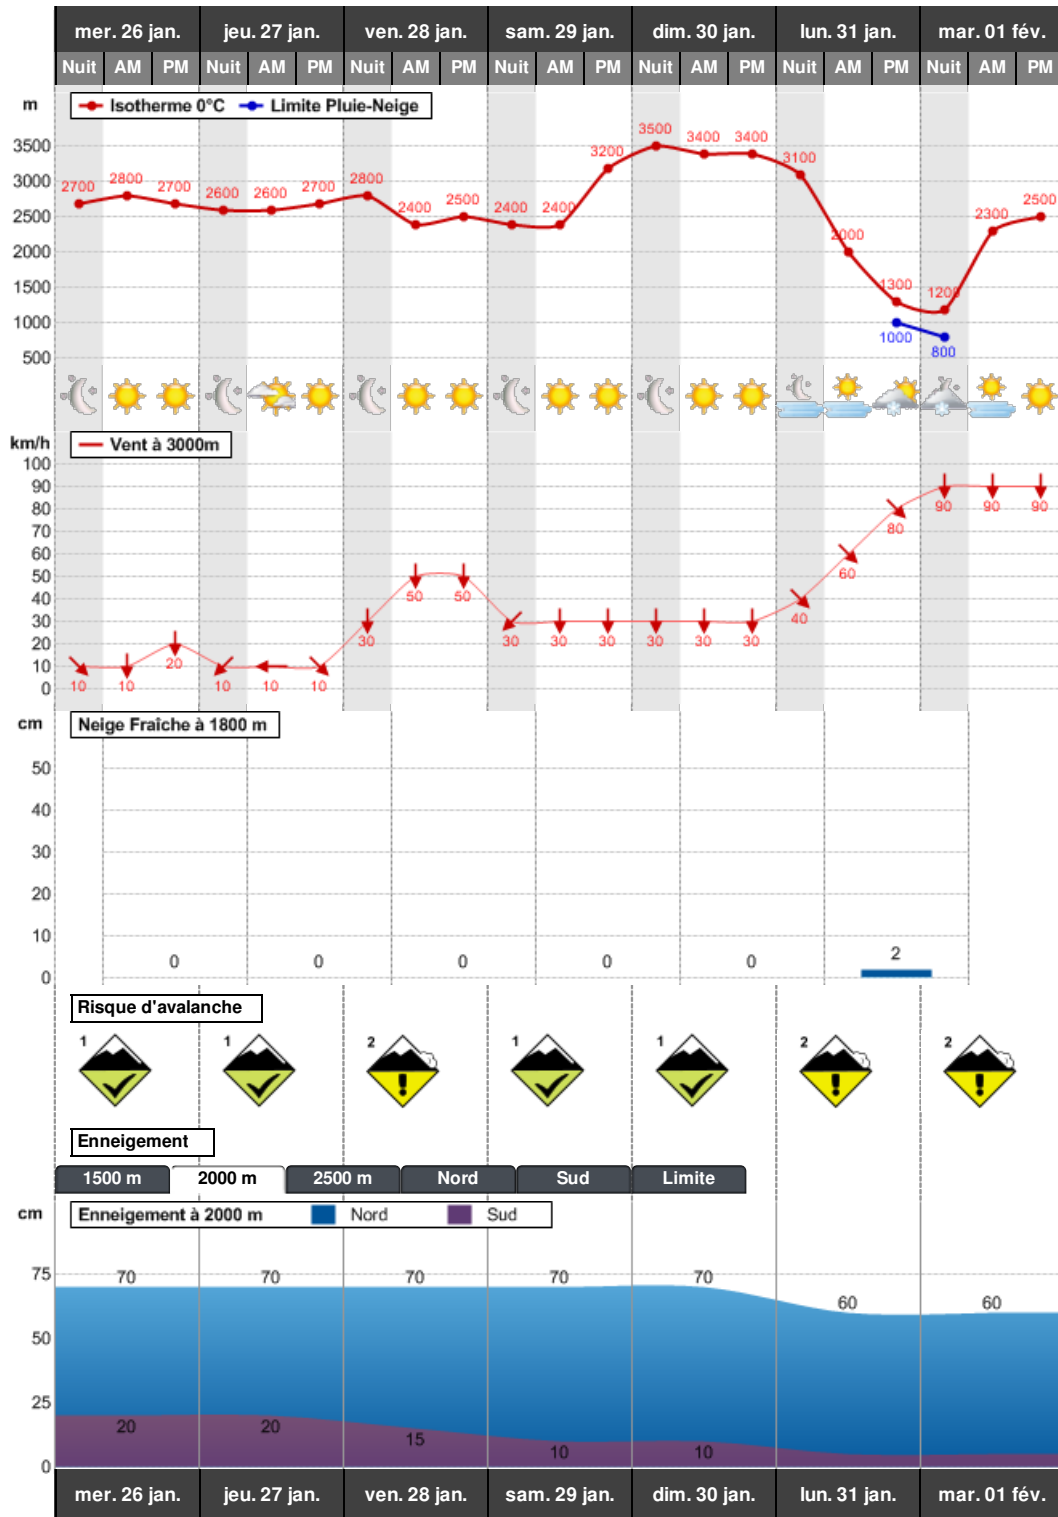 mer. 26 jan. jeu. 27 jan. ven. 28 jan. sam. 29 jan. dim. 30 jan. lun. 31 jan. mar. 01 fév.
Nuit AM PM Nuit AM PM Nuit AM PM Nuit AM PM Nuit AM PM Nuit AM PM Nuit AM PM
m
Isotherme 0°C Limite Pluie-Neige
3500
3000
2500
2000
1500
1000
500
2700 2800 2700 2600 2600 2700 2800 2400 2500 2400 2400 3200 3500 3400 3400 3100 2000 1300 1200 2300 2500
1000 800
km/h
Vent à 3000m
100
90
80
70
60
50
40
30
20
10
0
10 10 20 10 10 10 30 50 50 30 30 30 30 30 30 40 60 80 90 90 90
cm
Neige Fraîche à 1800 m
50
40
30
20
10
0
0 0 0 0 0 2
Risque d'avalanche
1 1 2 1 1 2 2
Enneigement
1500 m 2000 m 2500 m Nord Sud Limite
cm
Enneigement à 2000 m Nord Sud
75
50
25
0
70 70 70 70 70 60 60
20 20 15 10 10
mer. 26 jan. jeu. 27 jan. ven. 28 jan. sam. 29 jan. dim. 30 jan. lun. 31 jan. mar. 01 fév.